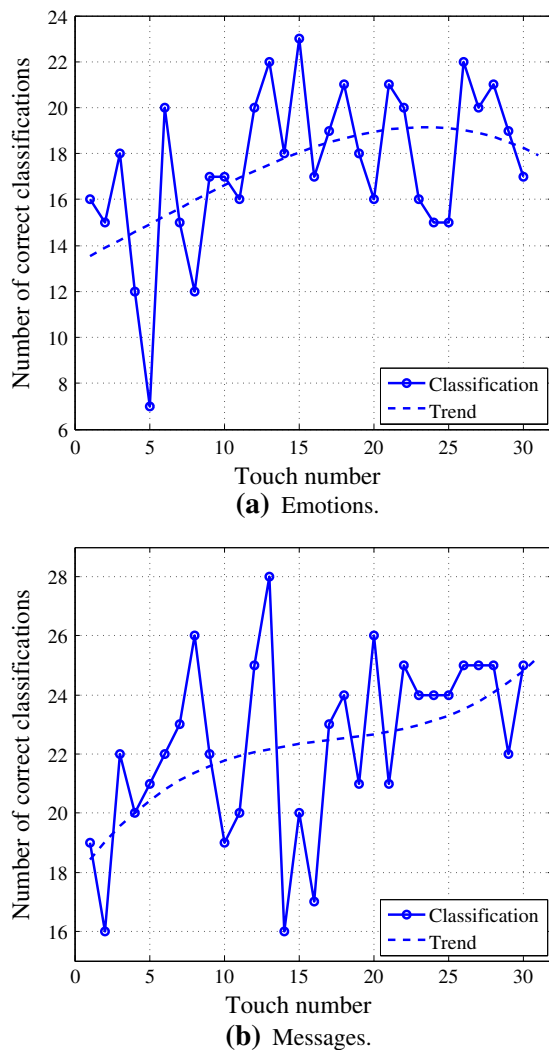 24
22
20
18
16
14
12
10
8
6
Number of correct classifications
Classification
Trend
0 5 10 15 20 25 30
Touch number
(a) Emotions.
28
26
24
22
20
18
16
Number of correct classifications
Classification
Trend
0 5 10 15 20 25 30
Touch number
(b) Messages.